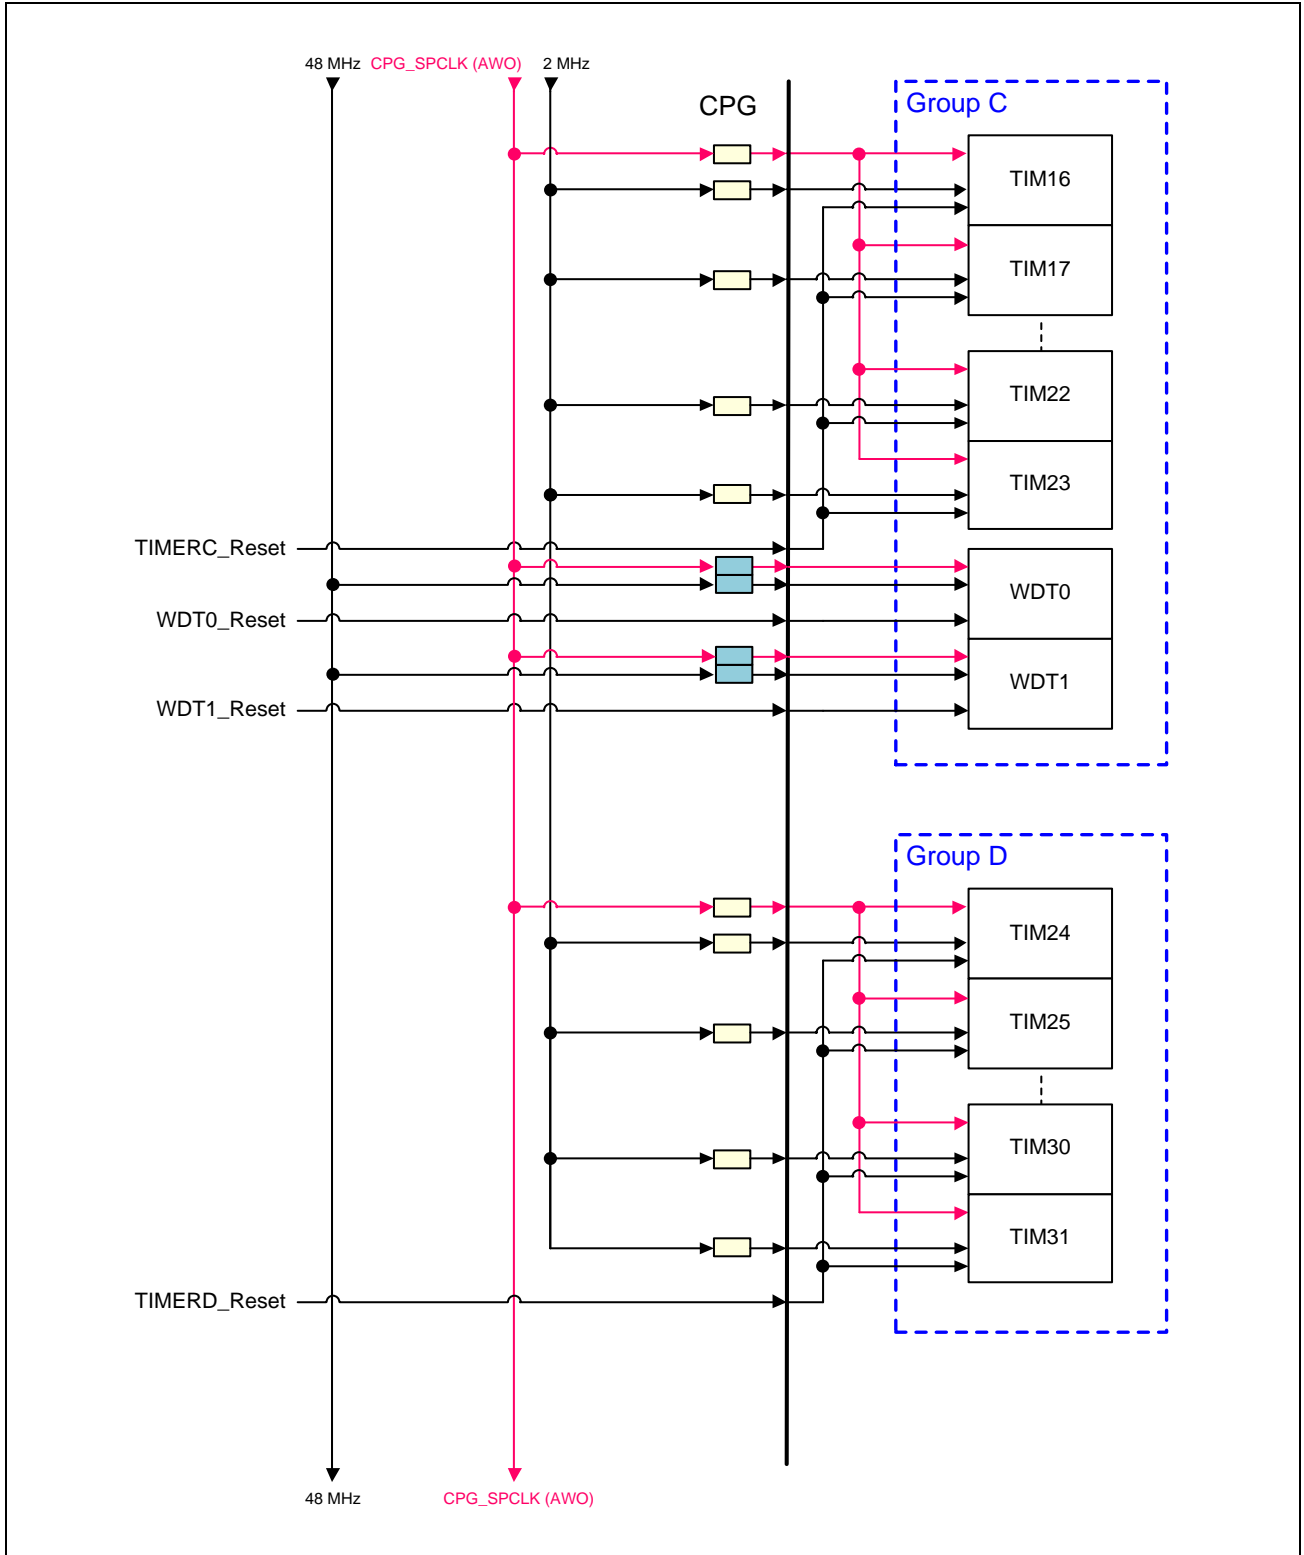 48 MHz CPG_SPCLK (AWO) 2 MHz
CPG
Group C
TIM16
TIM17
TIM22
TIM23
TIMERC_Reset
WDT0
WDT0_Reset
WDT1
WDT1_Reset
Group D
TIM24
TIM25
TIM30
TIM31
TIMERD_Reset
48 MHz CPG_SPCLK (AWO)